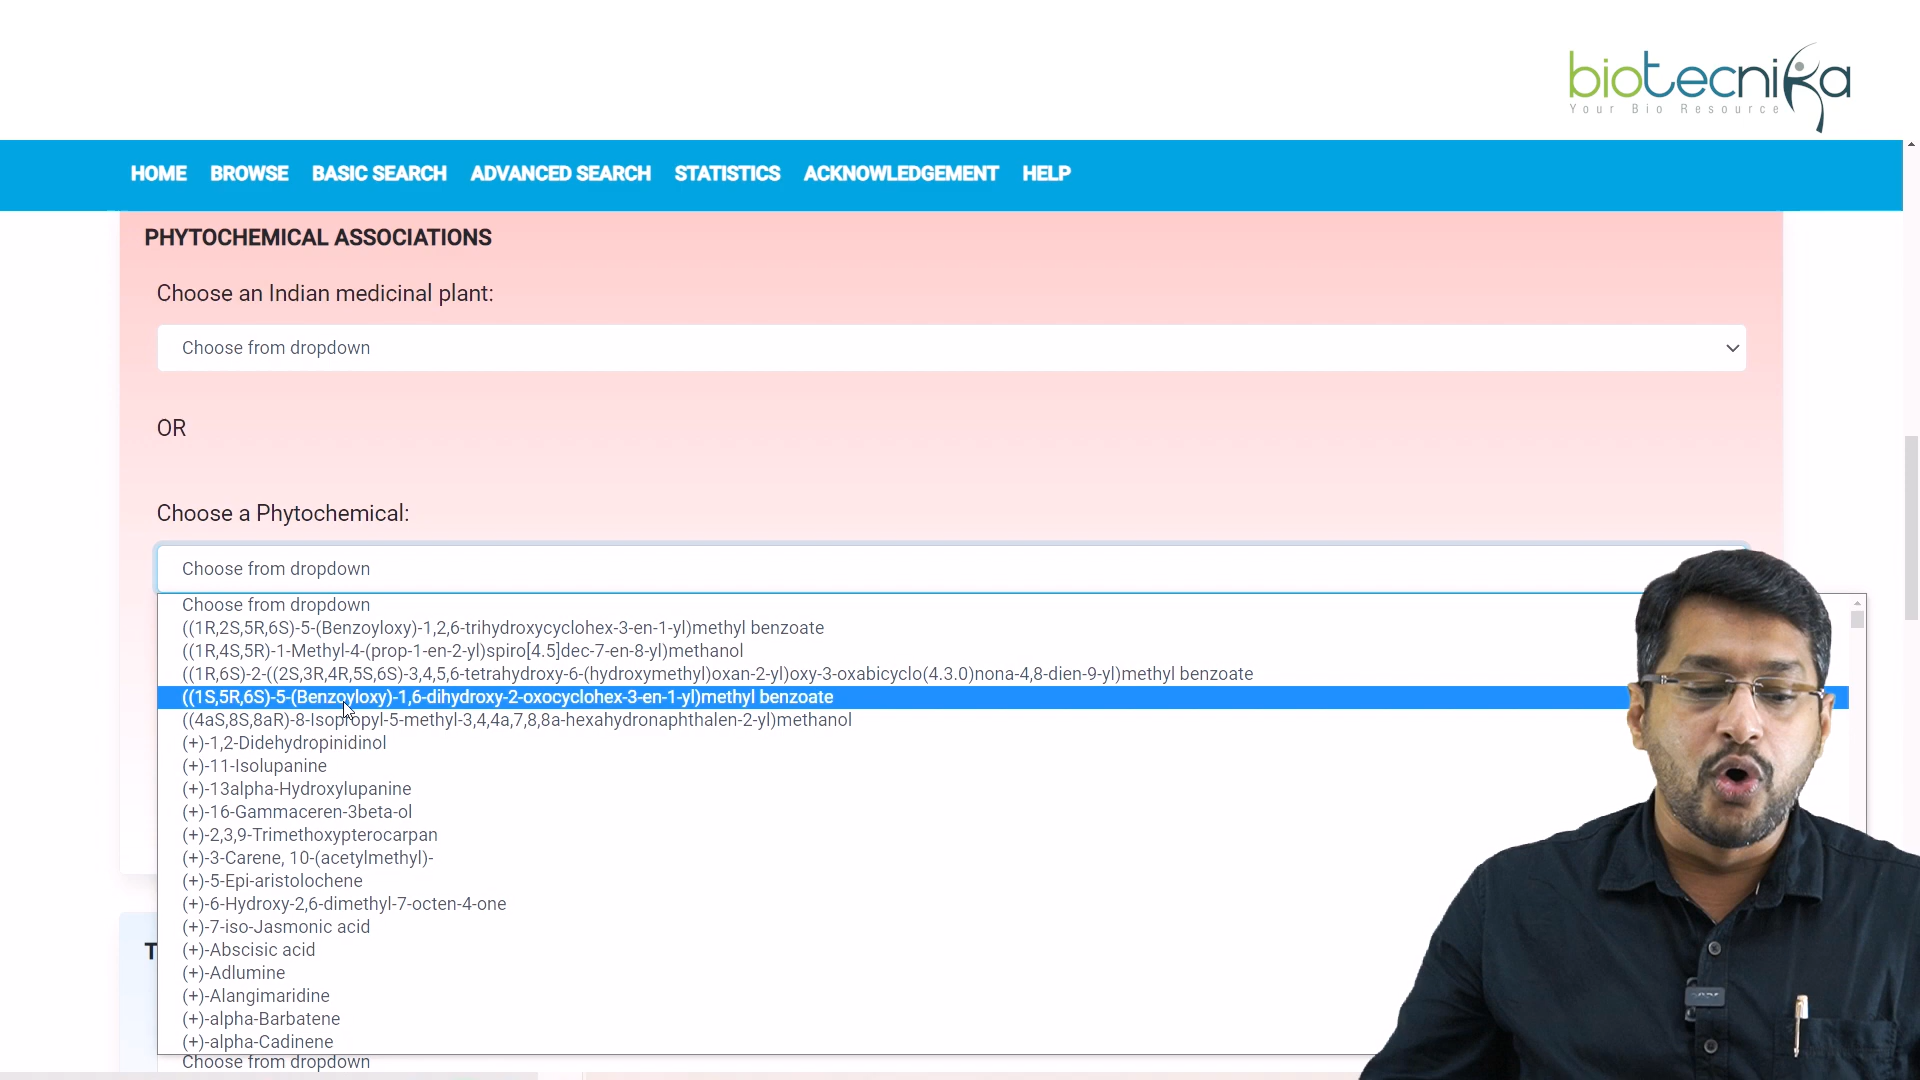 biotecnika
Your Bio Resource
HOME BROWSE BASIC SEARCH ADVANCED SEARCH STATISTICS ACKNOWLEDGEMENT HELP
PHYTOCHEMICAL ASSOCIATIONS
Choose an Indian medicinal plant:
Choose from dropdown
OR
Choose a Phytochemical:
Choose from dropdown
Choose from dropdown
((1R,2S,5R,6S)-5-(Benzoyloxy)-1,2,6-trihydroxycyclohex-3-en-1-yl)methyl benzoate
((1R,4S,5R)-1-Methyl-4-(prop-1-en-2-yl)spiro[4.5]dec-7-en-8-yl)methanol
((1R,6S)-2-((2S,3R,4R,5S,6S)-3,4,5,6-tetrahydroxy-6-(hydroxymethyl)oxan-2-yl)oxy-3-oxabicyclo(4.3.0)nona-4,8-dien-9-yl)methyl benzoate
((1S,5R,6S)-5-(Benzoyloxy)-1,6-dihydroxy-2-oxocyclohex-3-en-1-yl)methyl benzoate
((4aS,8S,8aR)-8-Isopropyl-5-methyl-3,4,4a,7,8,8a-hexahydronaphthalen-2-yl)methanol
(+)-1,2-Didehydropinidinol
(+)-11-Isolupanine
(+)-13alpha-Hydroxylupanine
(+)-16-Gammaceren-3beta-ol
(+)-2,3,9-Trimethoxypterocarpan
(+)-3-Carene, 10-(acetylmethyl)-
(+)-5-Epi-aristolochene
(+)-6-Hydroxy-2,6-dimethyl-7-octen-4-one
(+)-7-iso-Jasmonic acid
(+)-Abscisic acid
T
(+)-Adlumine
(+)-Alangimaridine
(+)-alpha-Barbatene
(+)-alpha-Cadinene
Choose from dropdown